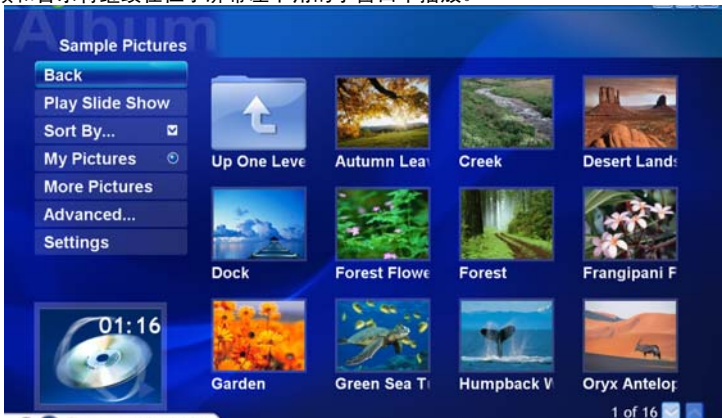 Album
Sample Pictures
Back
Play Slide Show
Sort By...
My Pictures
More Pictures
Advanced...
Settings
Up One Leve
Autumn Lea
Creek
Desert Lands
Dock
Forest Flowe
Forest
Frangipani F
Garden
Green Sea T
Humpback W
Oryx Antelop
01:16
1 of 16